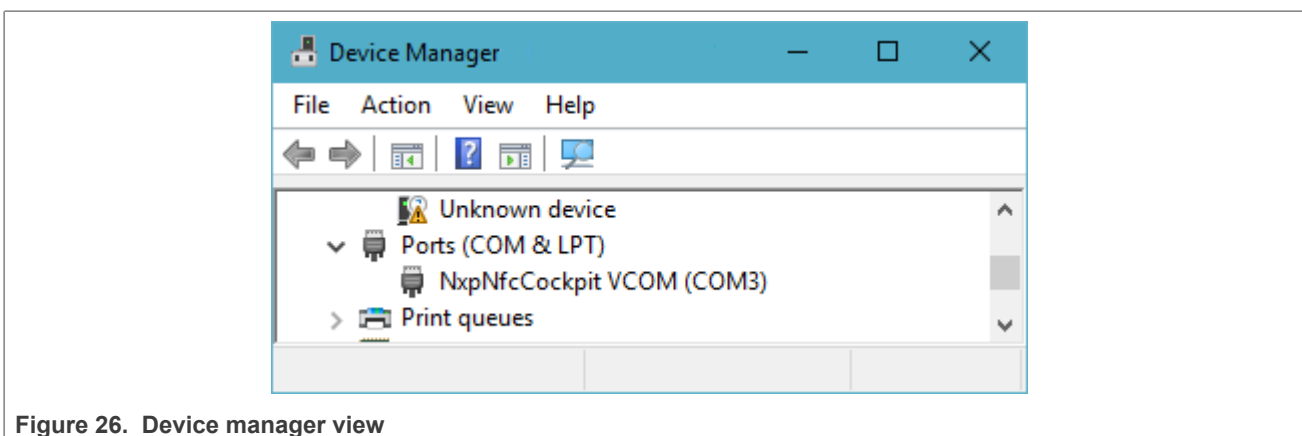 Device Manager
File Action View Help
Unknown device
Ports (COM & LPT)
NxpNfcCockpit VCOM (COM3)
Print queues
Figure 26. Device manager view